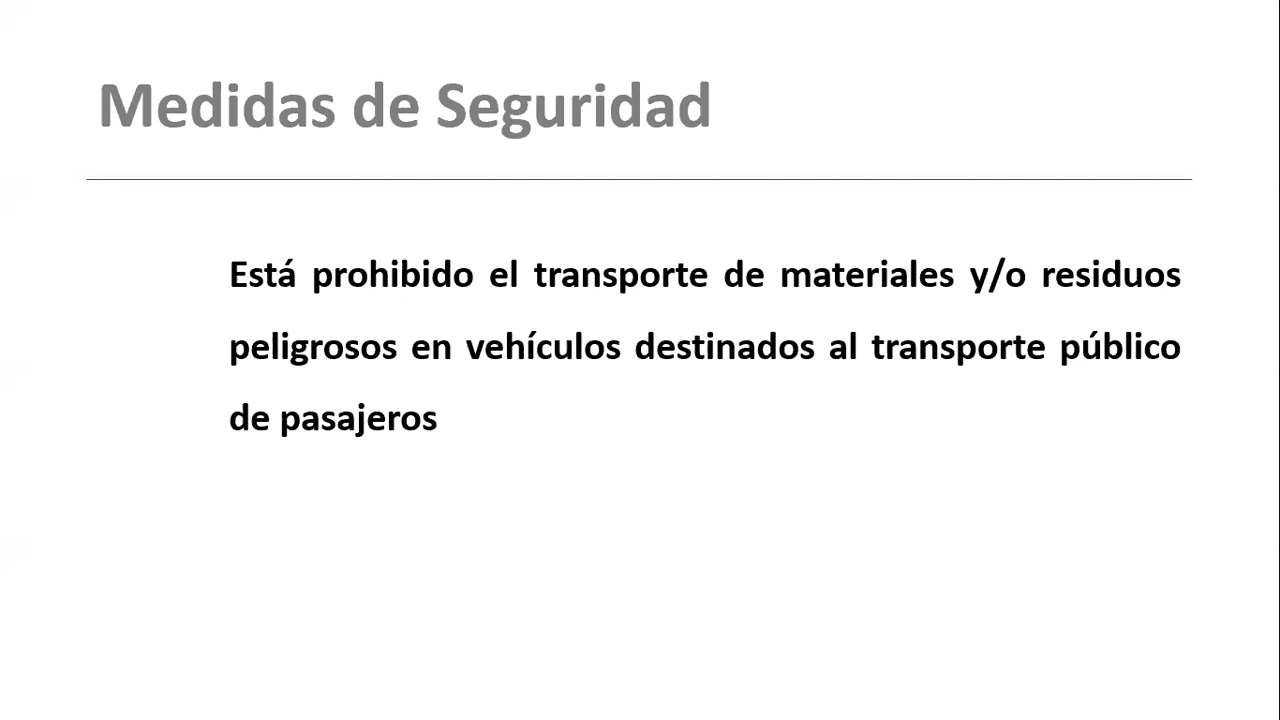 Medidas de Seguridad
Está prohibido el transporte de materiales y/o residuos
peligrosos en vehículos destinados al transporte público
de pasajeros